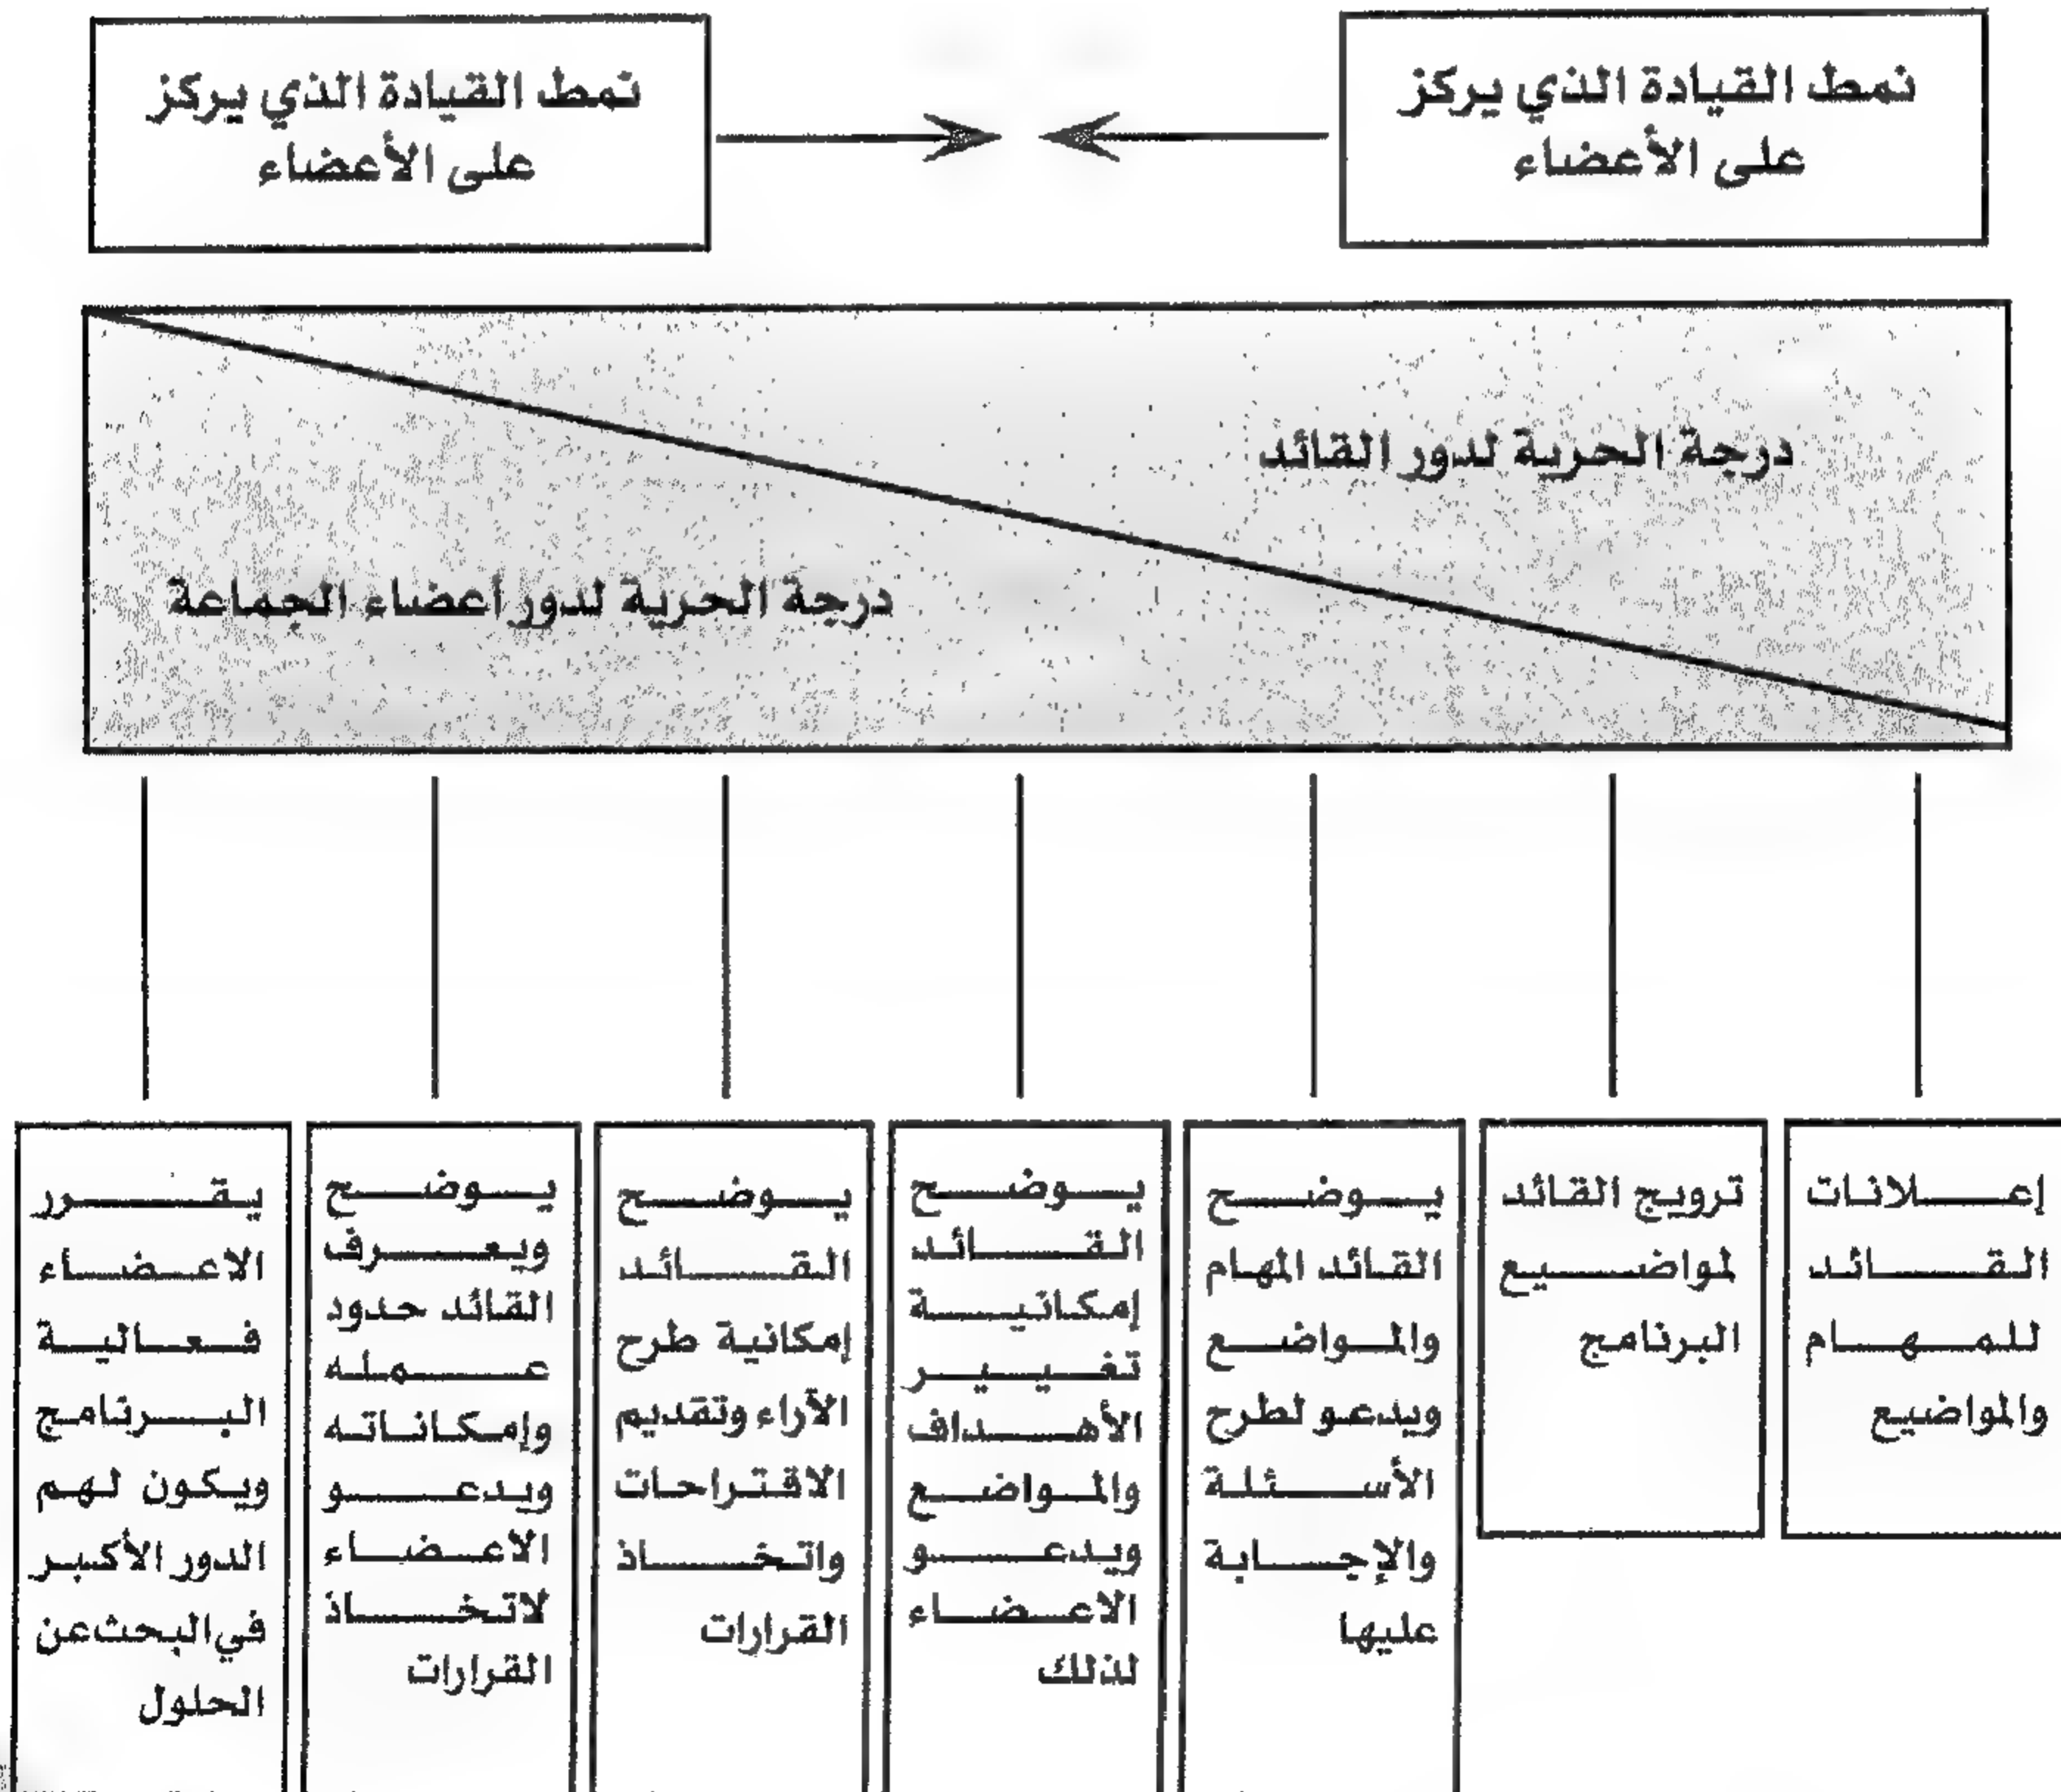 نمط القيادة الذي يركز
على الأعضاء
نمط القيادة الذي يركز
على الأعضاء
درجة الحرية لدور القائد
درجة الحرية لدور أعضاء الجماعة
إعلانات
القائد
للمهام
والمواضيع
ترويج القائد
لمواضيع
البرنامج
يوضح
القائد المهام
والمواضع
ويدعو لطرح
الأسئلة
والإجابة
عليها
يوضح
القائد
إمكانية
تغيير
الأهداف
والمواضع
ويدعو
الاعضاء
لذلك
يوضح
القائد
إمكانية طرح
الآراء وتقديم
الاقتراحات
واتخاذ
القرارات
يوضح
ويعرف
القائد حدود
عمله
وإمكاناته
ويدعو
الاعضاء
لاتخاذ
القرارات
يقرر
الاعضاء
فعالية
البرنامج
ويكون لهم
الدور الأكبر
في البحث عن
الحلول